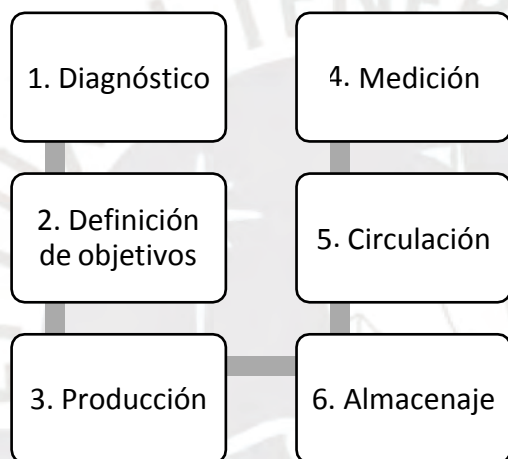 1. Diagnóstico
2. Definición
de objetivos
3. Producción
4. Medición
5. Circulación
6. Almacenaje